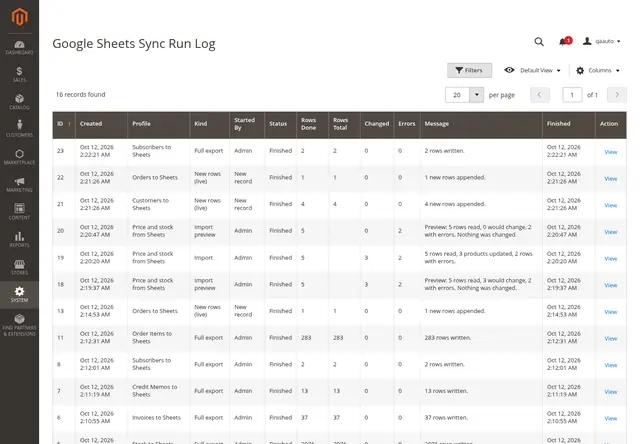 Google Sheets Sync Run Log
1
qaauto
DASHBOARD
SALES
CATALOG
CUSTOMERS
MARKETPLACE
MARKETING
CONTENT
REPORTS
STORES
SYSTEM
FIND PARTNERS
& EXTENSIONS
Filters
Default View
Columns
16 records found
20 per page 1 of 1
ID ↑ Created Profile Kind Started By Status Rows Done Rows Total Changed Errors Message Finished Action
23 Oct 12, 2026 2:22:21 AM Subscribers to Sheets Full export Admin Finished 2 2 0 0 2 rows written. Oct 12, 2026 2:22:21 AM View
22 Oct 12, 2026 2:21:26 AM Orders to Sheets New rows (live) New record Finished 1 1 0 0 1 new rows appended. Oct 12, 2026 2:21:26 AM View
21 Oct 12, 2026 2:21:26 AM Customers to Sheets New rows (live) New record Finished 4 4 0 0 4 new rows appended. Oct 12, 2026 2:21:26 AM View
20 Oct 12, 2026 2:20:47 AM Price and stock from Sheets Import preview Admin Finished 5 0 2 Preview: 5 rows read, 0 would change, 2 with errors. Nothing was changed. Oct 12, 2026 2:20:47 AM View
19 Oct 12, 2026 2:20:20 AM Price and stock from Sheets Import Admin Finished 5 3 2 5 rows read, 3 products updated, 2 rows with errors. Oct 12, 2026 2:20:20 AM View
18 Oct 12, 2026 2:19:37 AM Price and stock from Sheets Import preview Admin Finished 5 3 2 Preview: 5 rows read, 3 would change, 2 with errors. Nothing was changed. Oct 12, 2026 2:19:37 AM View
13 Oct 12, 2026 2:14:53 AM Orders to Sheets New rows (live) New record Finished 1 1 0 0 1 new rows appended. Oct 12, 2026 2:14:53 AM View
11 Oct 12, 2026 2:12:31 AM Order Items to Sheets Full export Admin Finished 283 283 0 0 283 rows written. Oct 12, 2026 2:12:31 AM View
8 Oct 12, 2026 2:12:01 AM Subscribers to Sheets Full export Admin Finished 2 2 0 0 2 rows written. Oct 12, 2026 2:12:01 AM View
7 Oct 12, 2026 2:11:19 AM Credit Memos to Sheets Full export Admin Finished 13 13 0 0 13 rows written. Oct 12, 2026 2:11:19 AM View
6 Oct 12, 2026 2:10:55 AM Invoices to Sheets Full export Admin Finished 37 37 0 0 37 rows written. Oct 12, 2026 2:10:55 AM View